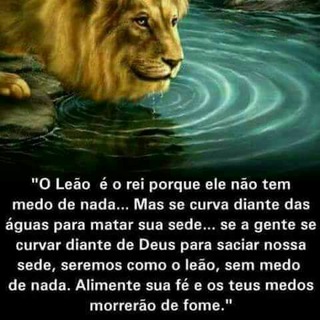 "O Leão é o rei porque ele não tem
medo de nada... Mas se curva diante das
águas para matar sua sede... se a gente se
curvar diante de Deus para saciar nossa
sede, seremos como o leão, sem medo
de nada. Alimente sua fé e os teus medos
morrerão de fome."